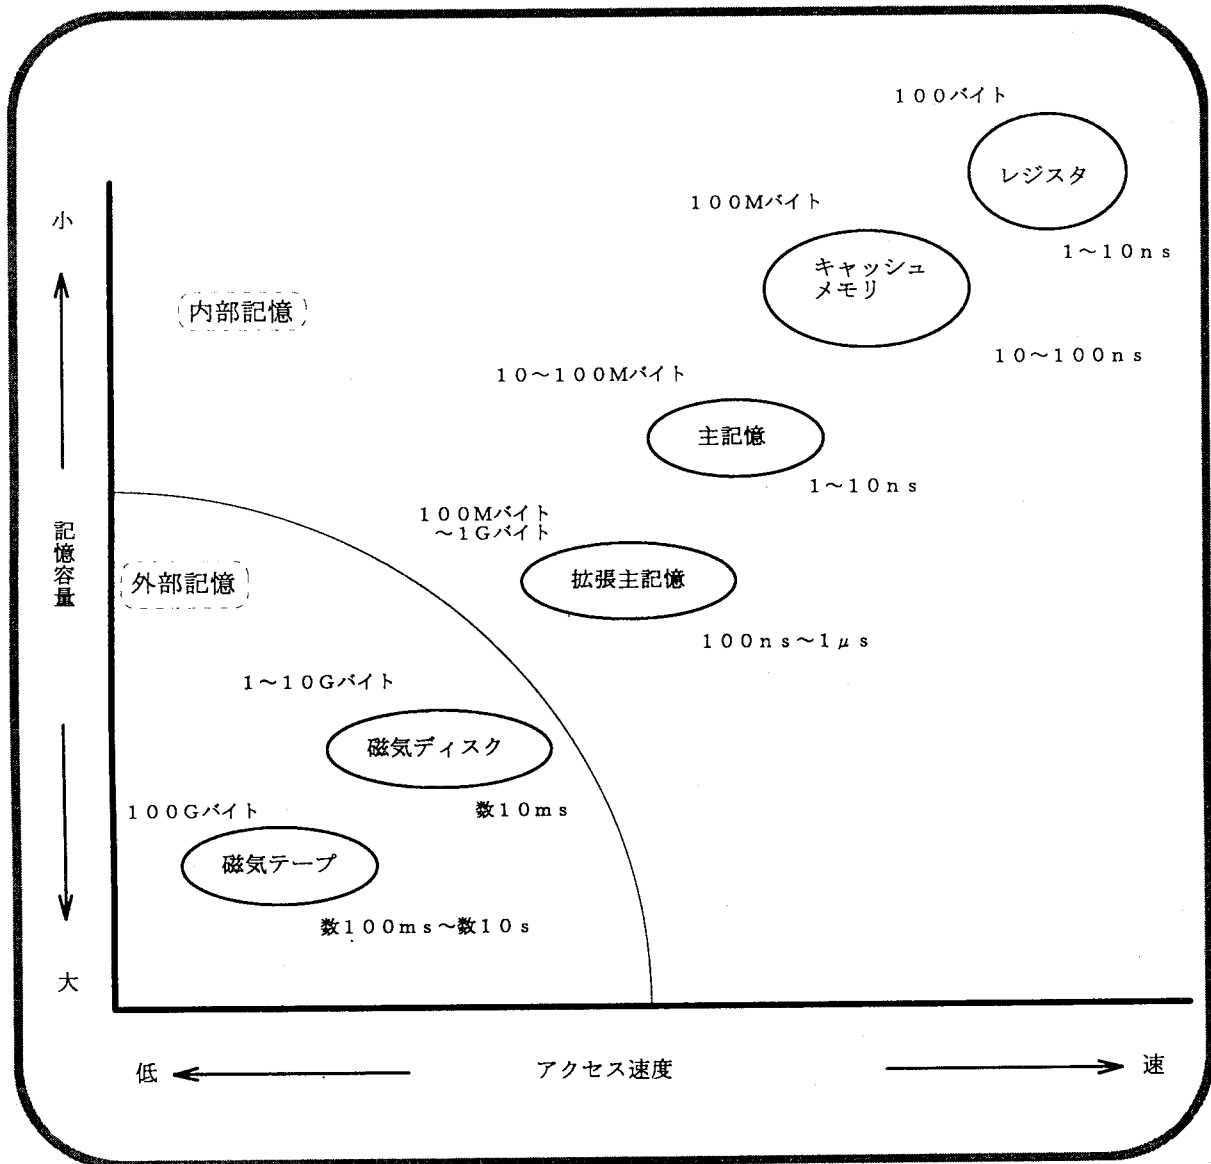 100バイト
レジスタ
1～10ns
100Mバイト
キャッシュ
メモリ
10～100ns
小
内部記憶
10～100Mバイト
主記憶
1～10ns
100Mバイト
～1Gバイト
拡張主記憶
100ns～1μs
記憶容量
外部記憶
1～10Gバイト
磁気ディスク
数10ms
100Gバイト
磁気テープ
数100ms～数10s
大
低
アクセス速度
速